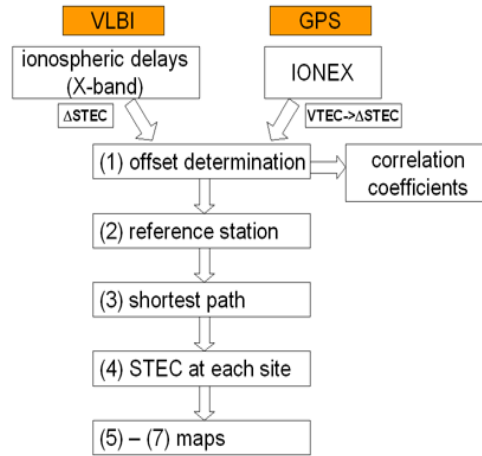 VLBI
GPS
ionospheric delays
(X-band)
IONEX
ΔSTEC
VTEC->ΔSTEC
(1) offset determination
correlation
coefficients
(2) reference station
(3) shortest path
(4) STEC at each site
(5) – (7) maps